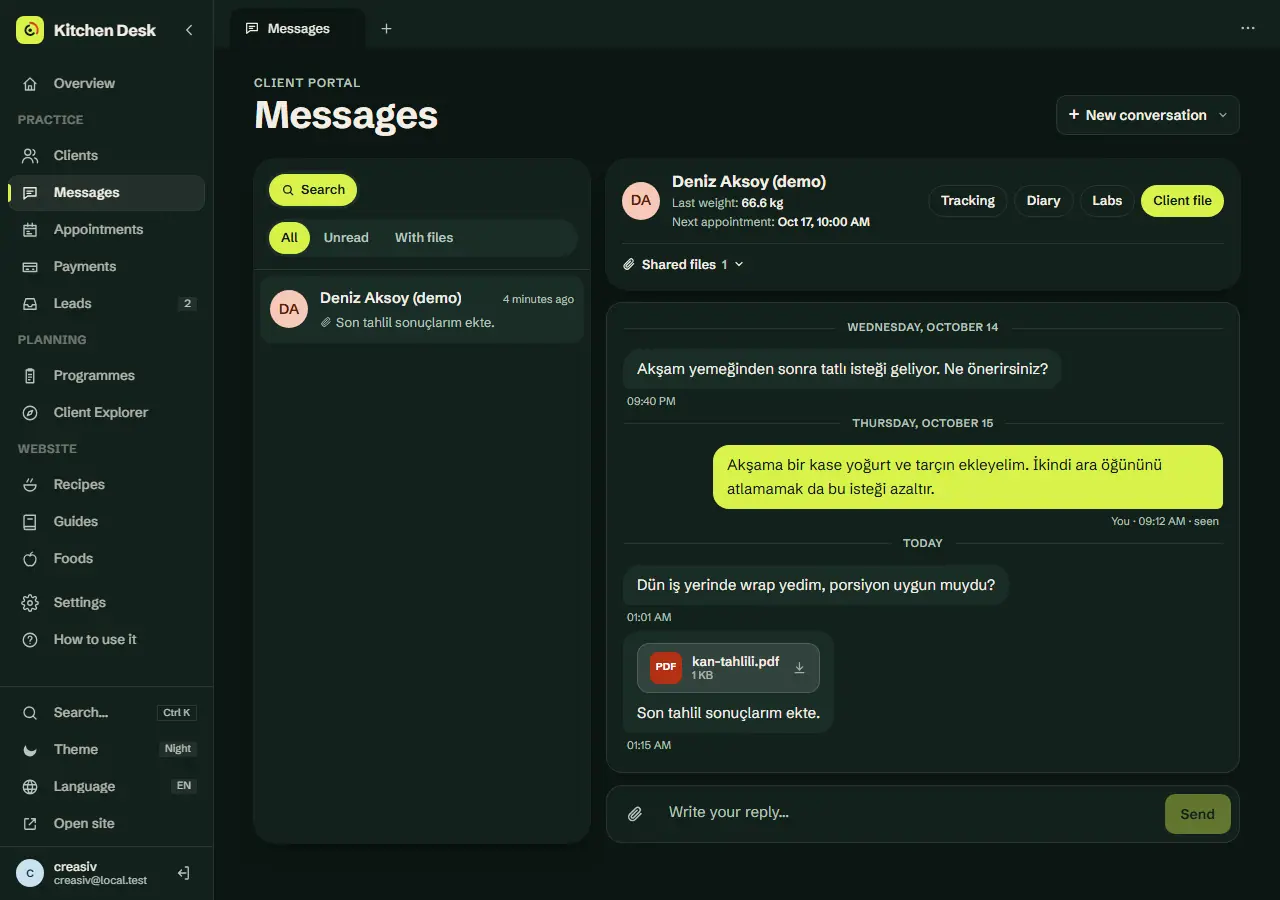 Kitchen Desk
Overview
PRACTICE
Clients
Messages
Appointments
Payments
Leads 2
PLANNING
Programmes
Client Explorer
WEBSITE
Recipes
Guides
Foods
Settings
How to use it
Search... Ctrl K
Theme Night
Language EN
Open site
C
creasiv
creasiv@local.test
Messages
CLIENT PORTAL
Messages
+ New conversation
Search
All Unread With files
DA
Deniz Aksoy (demo) 4 minutes ago
Son tahlil sonuçlarım ekte.
DA
Deniz Aksoy (demo)
Last weight: 66.6 kg
Next appointment: Oct 17, 10:00 AM
Tracking Diary Labs Client file
Shared files 1
WEDNESDAY, OCTOBER 14
Akşam yemeğinden sonra tatlı isteği geliyor. Ne önerirsiniz?
09:40 PM
THURSDAY, OCTOBER 15
Akşama bir kase yoğurt ve tarçın ekleyelim. İkindi ara öğününü
atlamamak da bu isteği azaltır.
You · 09:12 AM · seen
TODAY
Dün iş yerinde wrap yedim, porsiyon uygun muydu?
01:01 AM
PDF
kan-tahlili.pdf
1 KB
Son tahlil sonuçlarım ekte.
01:15 AM
Write your reply...
Send